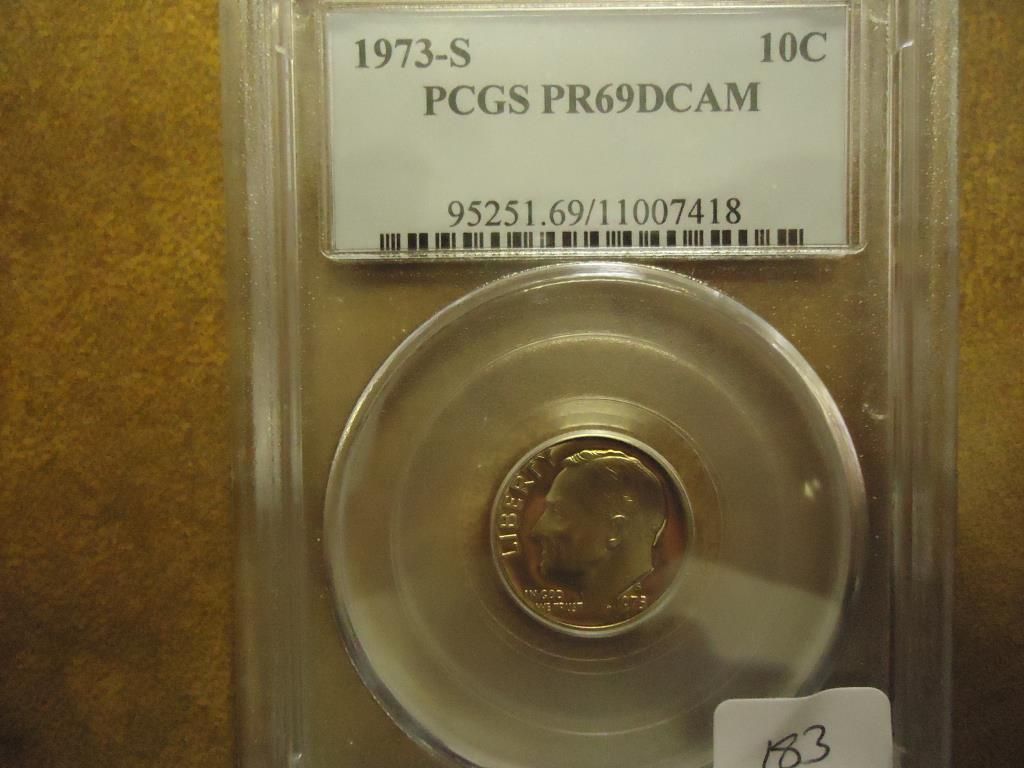 1973-S 10C
PCGS PR69DCAM
95251.69/11007418
LIBERTY
IN GOD
WE TRUST
S
1973
183